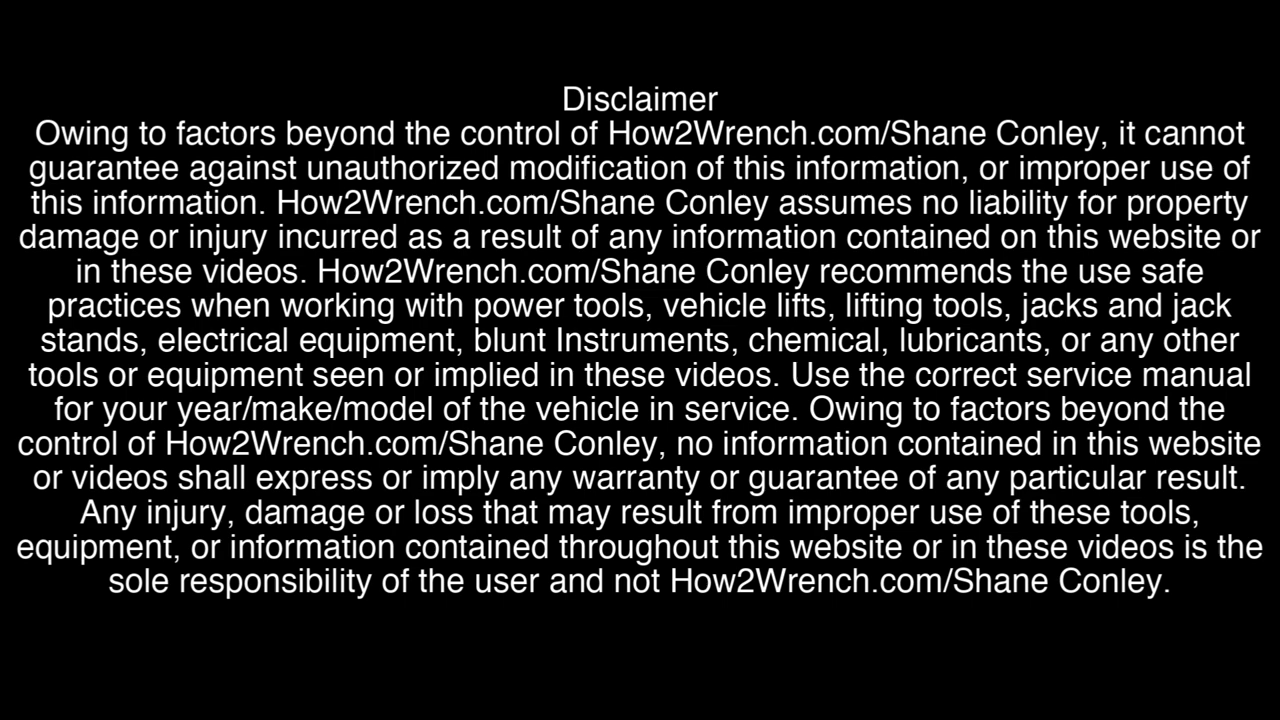 Disclaimer
Owing to factors beyond the control of How2Wrench.com/Shane Conley, it cannot
guarantee against unauthorized modification of this information, or improper use of
this information. How2Wrench.com/Shane Conley assumes no liability for property
damage or injury incurred as a result of any information contained on this website or
in these videos. How2Wrench.com/Shane Conley recommends the use safe
practices when working with power tools, vehicle lifts, lifting tools, jacks and jack
stands, electrical equipment, blunt Instruments, chemical, lubricants, or any other
tools or equipment seen or implied in these videos. Use the correct service manual
for your year/make/model of the vehicle in service. Owing to factors beyond the
control of How2Wrench.com/Shane Conley, no information contained in this website
or videos shall express or imply any warranty or guarantee of any particular result.
Any injury, damage or loss that may result from improper use of these tools,
equipment, or information contained throughout this website or in these videos is the
sole responsibility of the user and not How2Wrench.com/Shane Conley.